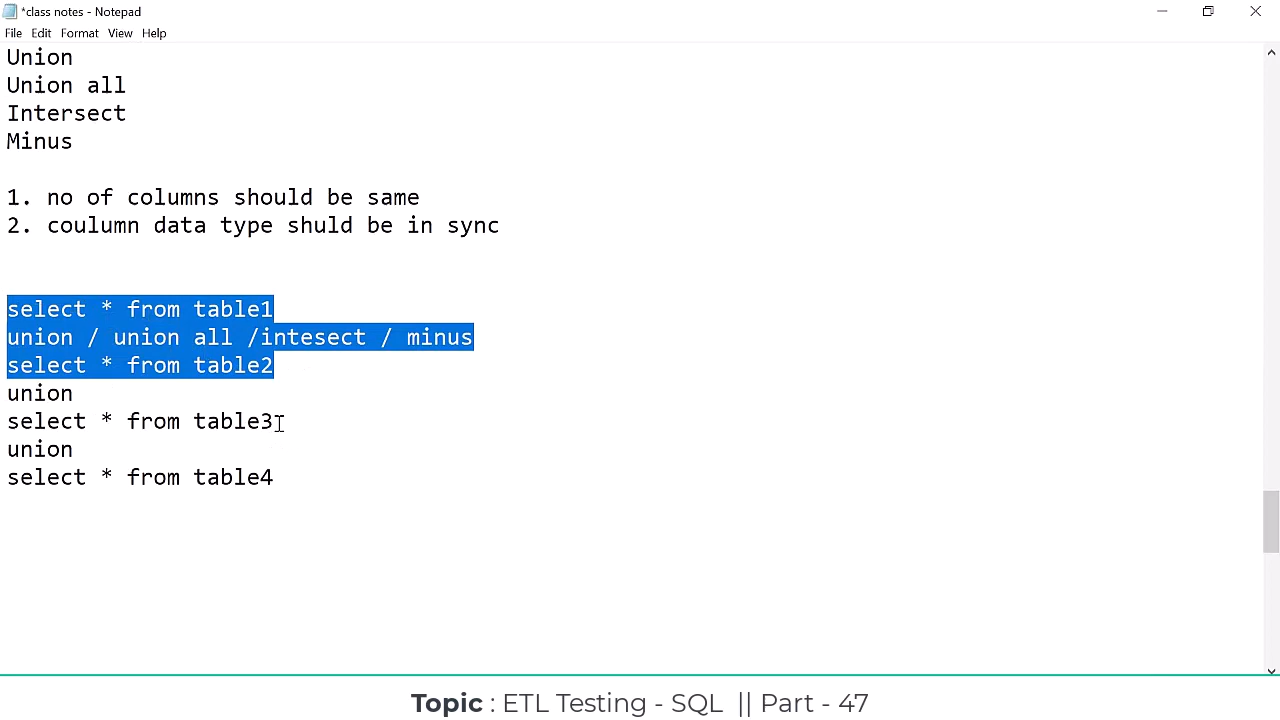 *class notes - Notepad
File Edit Format View Help
Union
Union all
Intersect
Minus
1. no of columns should be same
2. coulumn data type shuld be in sync
select * from table1
union / union all /intesect / minus
select * from table2
union
select * from table3
union
select * from table4
Topic : ETL Testing - SQL || Part - 47